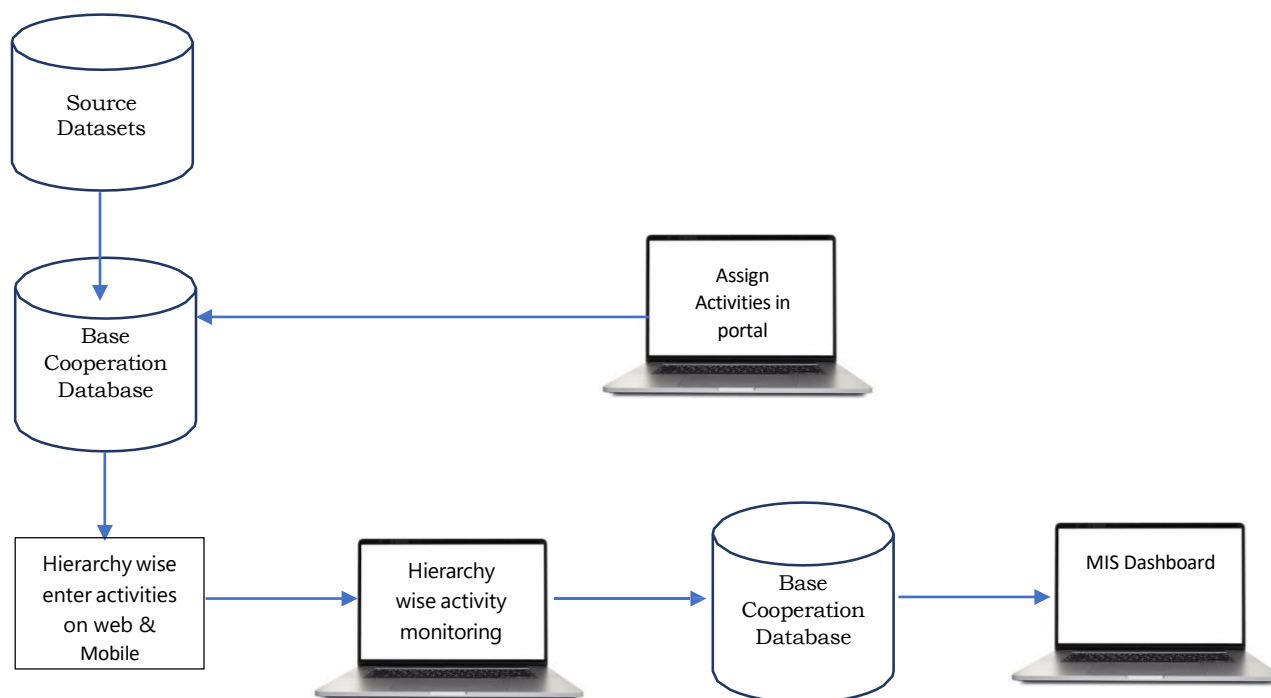 Source
Datasets
Assign
Activities in
portal
Base
Cooperation
Database
Hierarchy wise
enter activities
on web &
Mobile
Hierarchy
wise activity
monitoring
Base
Cooperation
Database
MIS Dashboard